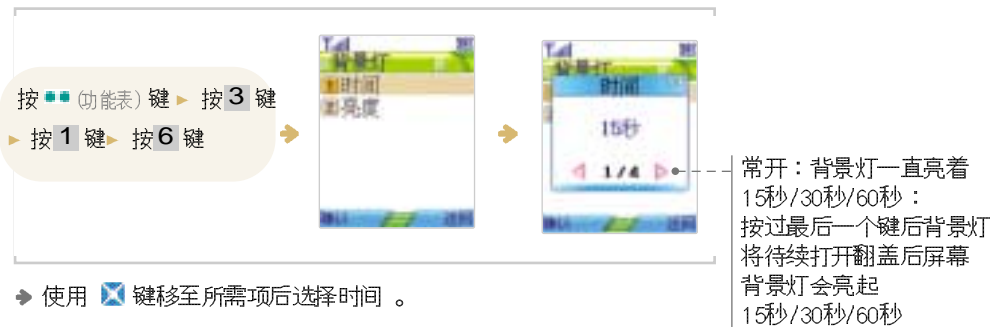 按 (功能表) 键 ► 按 3 键
► 按 1 键► 按 6 键
背景灯
1时间
2亮度
确认 返回
背景灯
时间
15秒
1/4
确认 返回
常开：背景灯一直亮着
15秒/30秒/60秒：
按过最后一个键后背景灯
将待续打开翻盖后屏幕
背景灯会亮起
15秒/30秒/60秒
使用 键移至所需项后选择时间 。